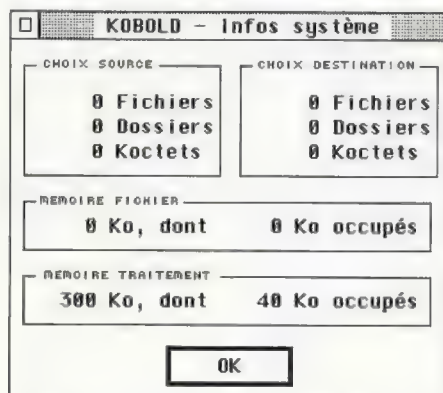 KOBOLD - Infos système
CHOIX SOURCE
0 Fichiers
0 Dossiers
0 Koctets
CHOIX DESTINATION
0 Fichiers
0 Dossiers
0 Koctets
MEMOIRE FICHIER
0 Ko, dont 0 Ko occupés
MEMOIRE TRAITEMENT
300 Ko, dont 40 Ko occupés
OK